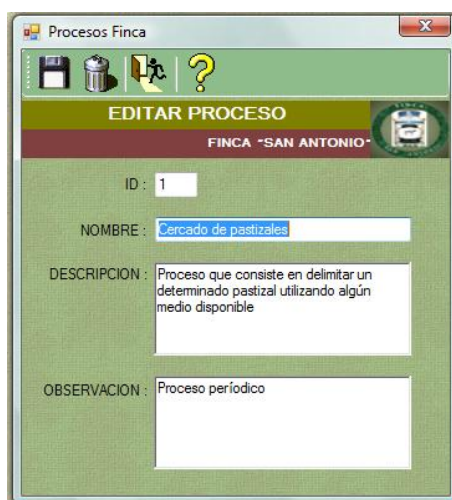 Procesos Finca
EDITAR PROCESO
FINCA "SAN ANTONIO"
ID : 1
NOMBRE : Cercado de pastizales
DESCRIPCION : Proceso que consiste en delimitar un
determinado pastizal utilizando algún
medio disponible
OBSERVACION : Proceso períodico